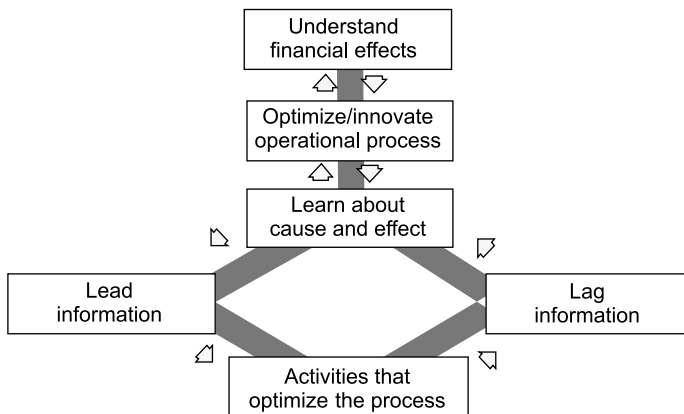 Understand
financial effects
Optimize/innovate
operational process
Learn about
cause and effect
Lead
information
Lag
information
Activities that
optimize the process